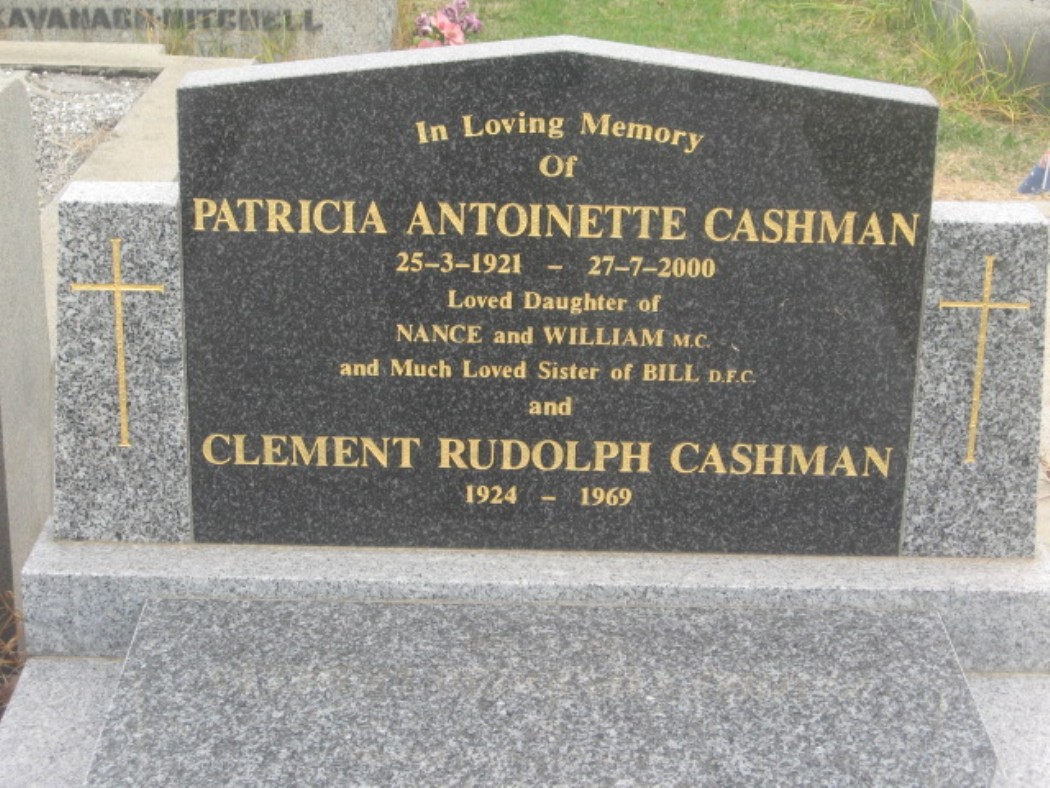 KAVANAGH-MITCHELL
In Loving Memory
Of
PATRICIA ANTOINETTE CASHMAN
25-3-1921 - 27-7-2000
Loved Daughter of
NANCE and WILLIAM M.C.
and Much Loved Sister of BILL D.F.C.
and
CLEMENT RUDOLPH CASHMAN
1924 - 1969